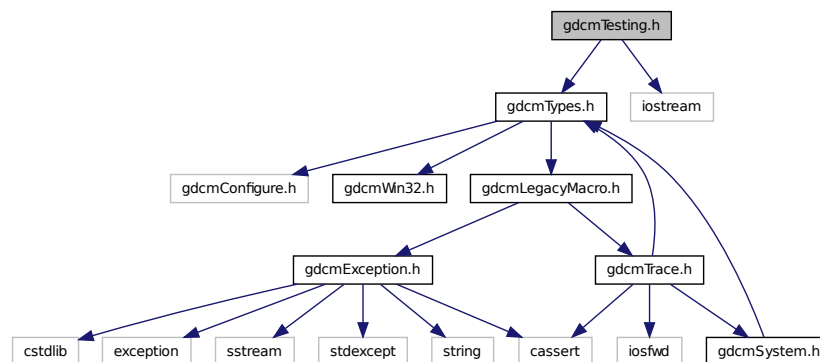 gdcmTesting.h
gdcmTypes.h
iostream
gdcmConfigure.h
gdcmWin32.h
gdcmLegacyMacro.h
gdcmException.h
gdcmTrace.h
cstdlib
exception
sstream
stdexcept
string
cassert
iosfwd
gdcmSystem.h